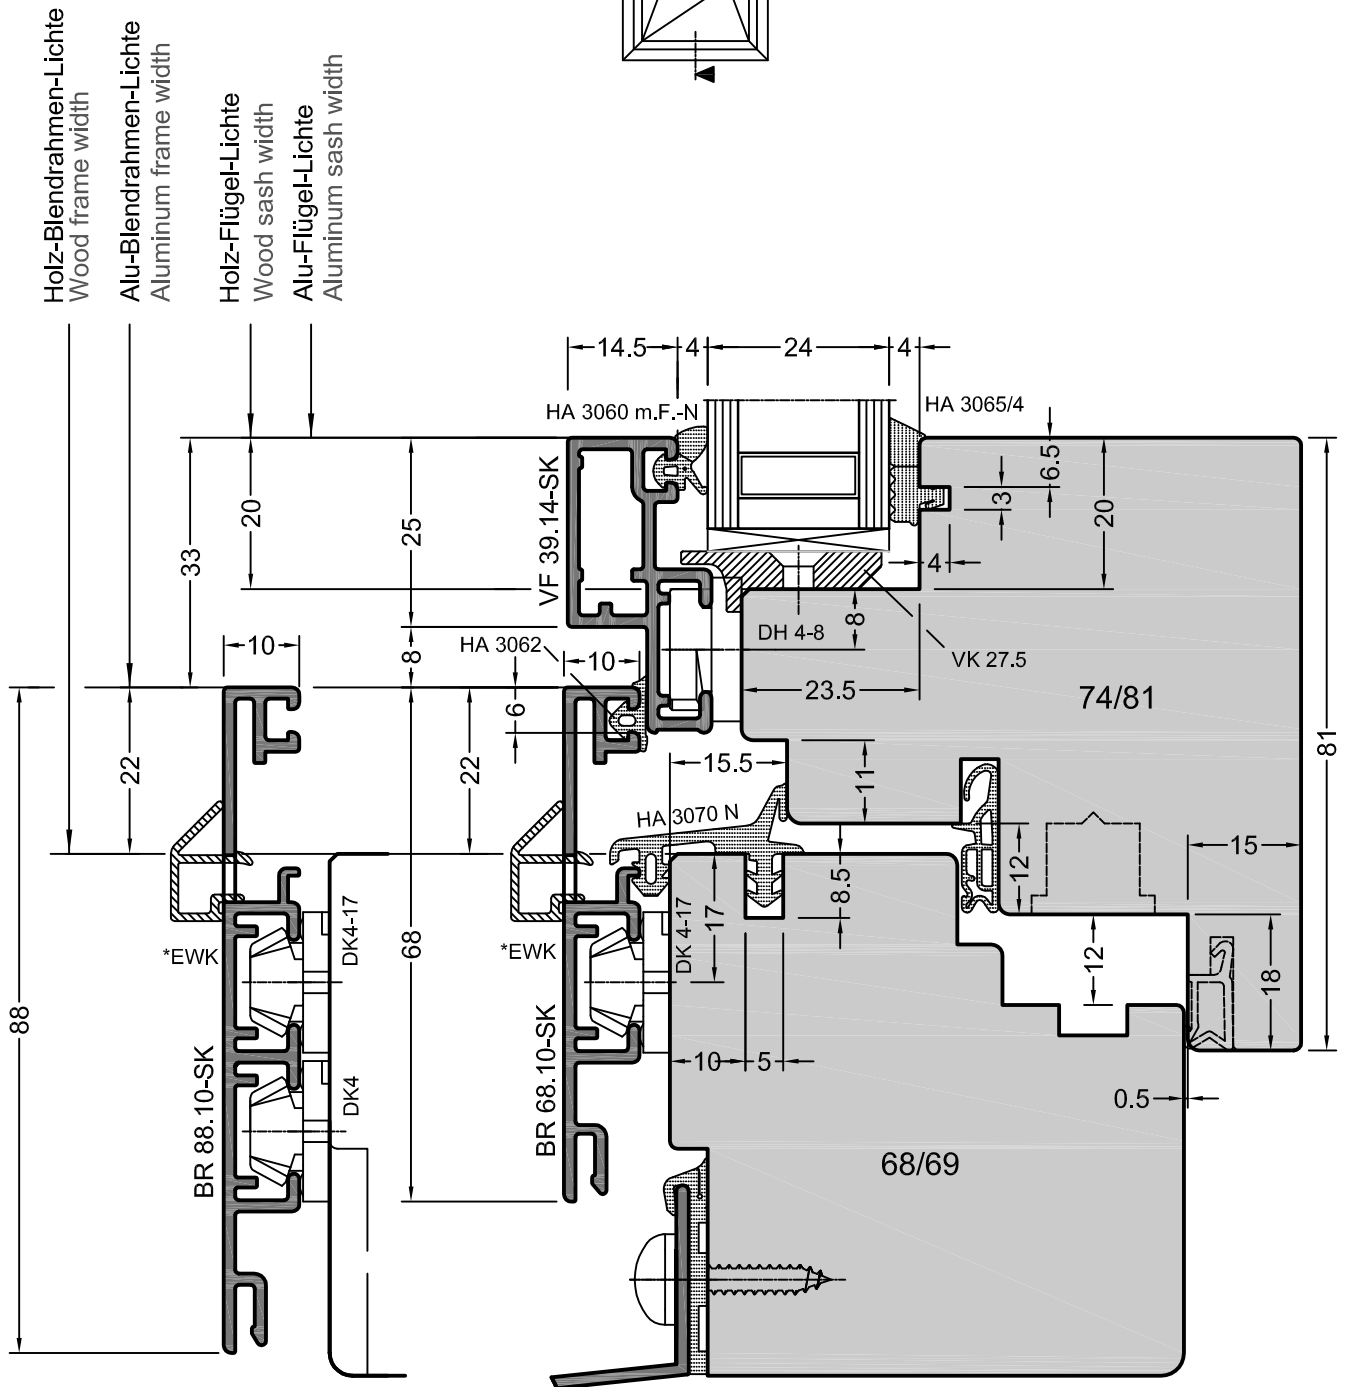 Holz-Blendrahmen-Lichte
Wood frame width
Alu-Blendrahmen-Lichte
Aluminum frame width
Holz-Flügel-Lichte
Wood sash width
Alu-Flügel-Lichte
Aluminum sash width
14.5
4
24
4
HA 3060 m.F.-N
HA 3065/4
33
20
25
VF 39.14-SK
6.5
3
20
4
8
DH 4-8
VK 27.5
HA 3062
10
8
10
6
23.5
74/81
81
22
22
15.5
11
HA 3070 N
12
15
8.5
17
*EWK
DK4-17
68
*EWK
DK 4-17
12
18
88
BR 88.10-SK
DK4
BR 68.10-SK
10
5
0.5
68/69